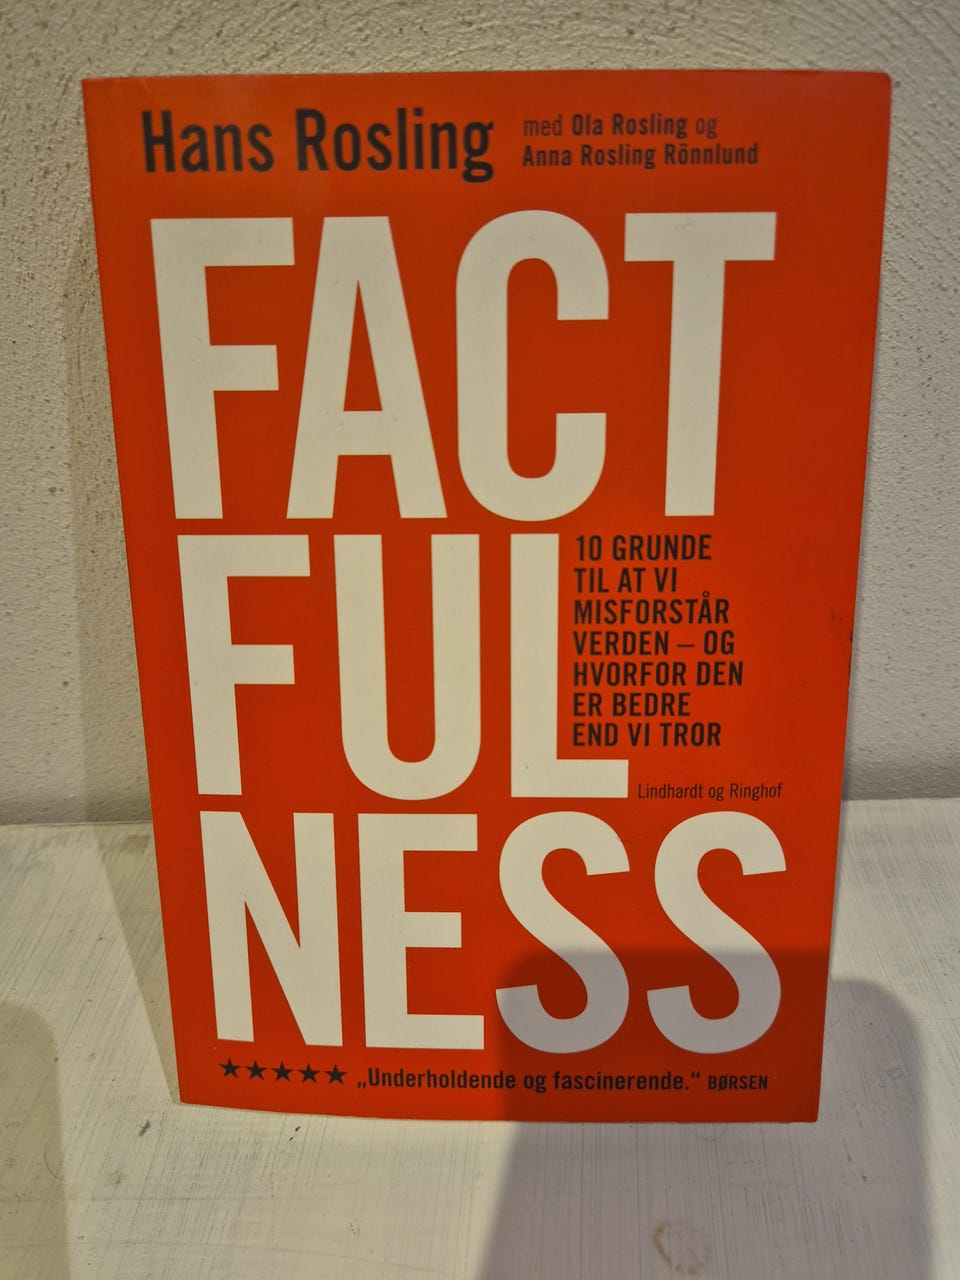 Hans Rosling
med Ola Rosling og
Anna Rosling Rönnlund
FACT
FUL
10 GRUNDE
TIL AT VI
MISFORSTÅR
VERDEN – OG
HVORFOR DEN
ER BEDRE
END VI TROR
Lindhardt og Ringhof
NESS
★★★★★ „Underholdende og fascinerende.“ BØRSEN